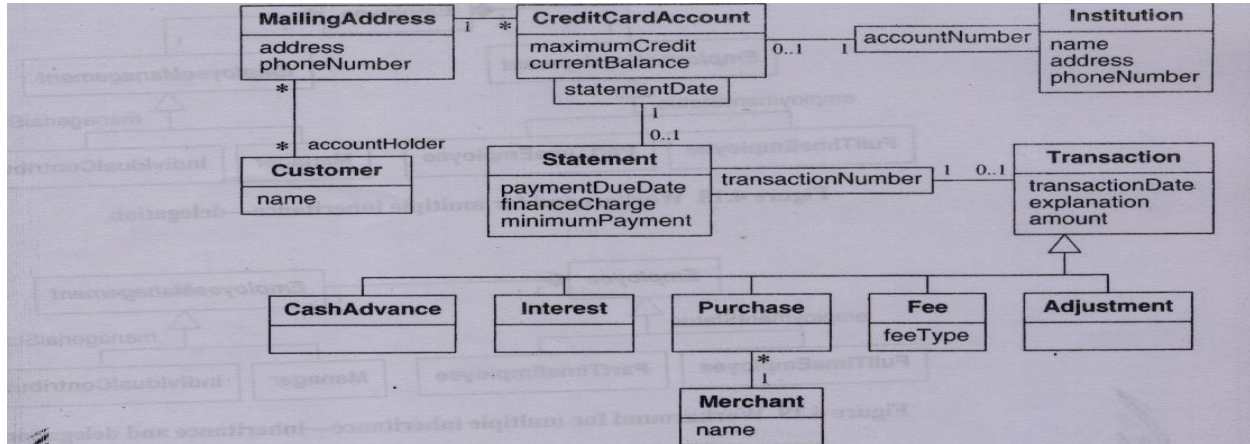 MailingAddress
address
phoneNumber
1
*
CreditCardAccount
maximumCredit
currentBalance
statementDate
0..1
1
accountNumber
Institution
name
address
phoneNumber
*
*
accountHolder
Customer
name
1
0..1
Statement
paymentDueDate
financeCharge
minimumPayment
transactionNumber
1
0..1
Transaction
transactionDate
explanation
amount
CashAdvance
Interest
Purchase
Fee
feeType
Adjustment
*
1
Merchant
name